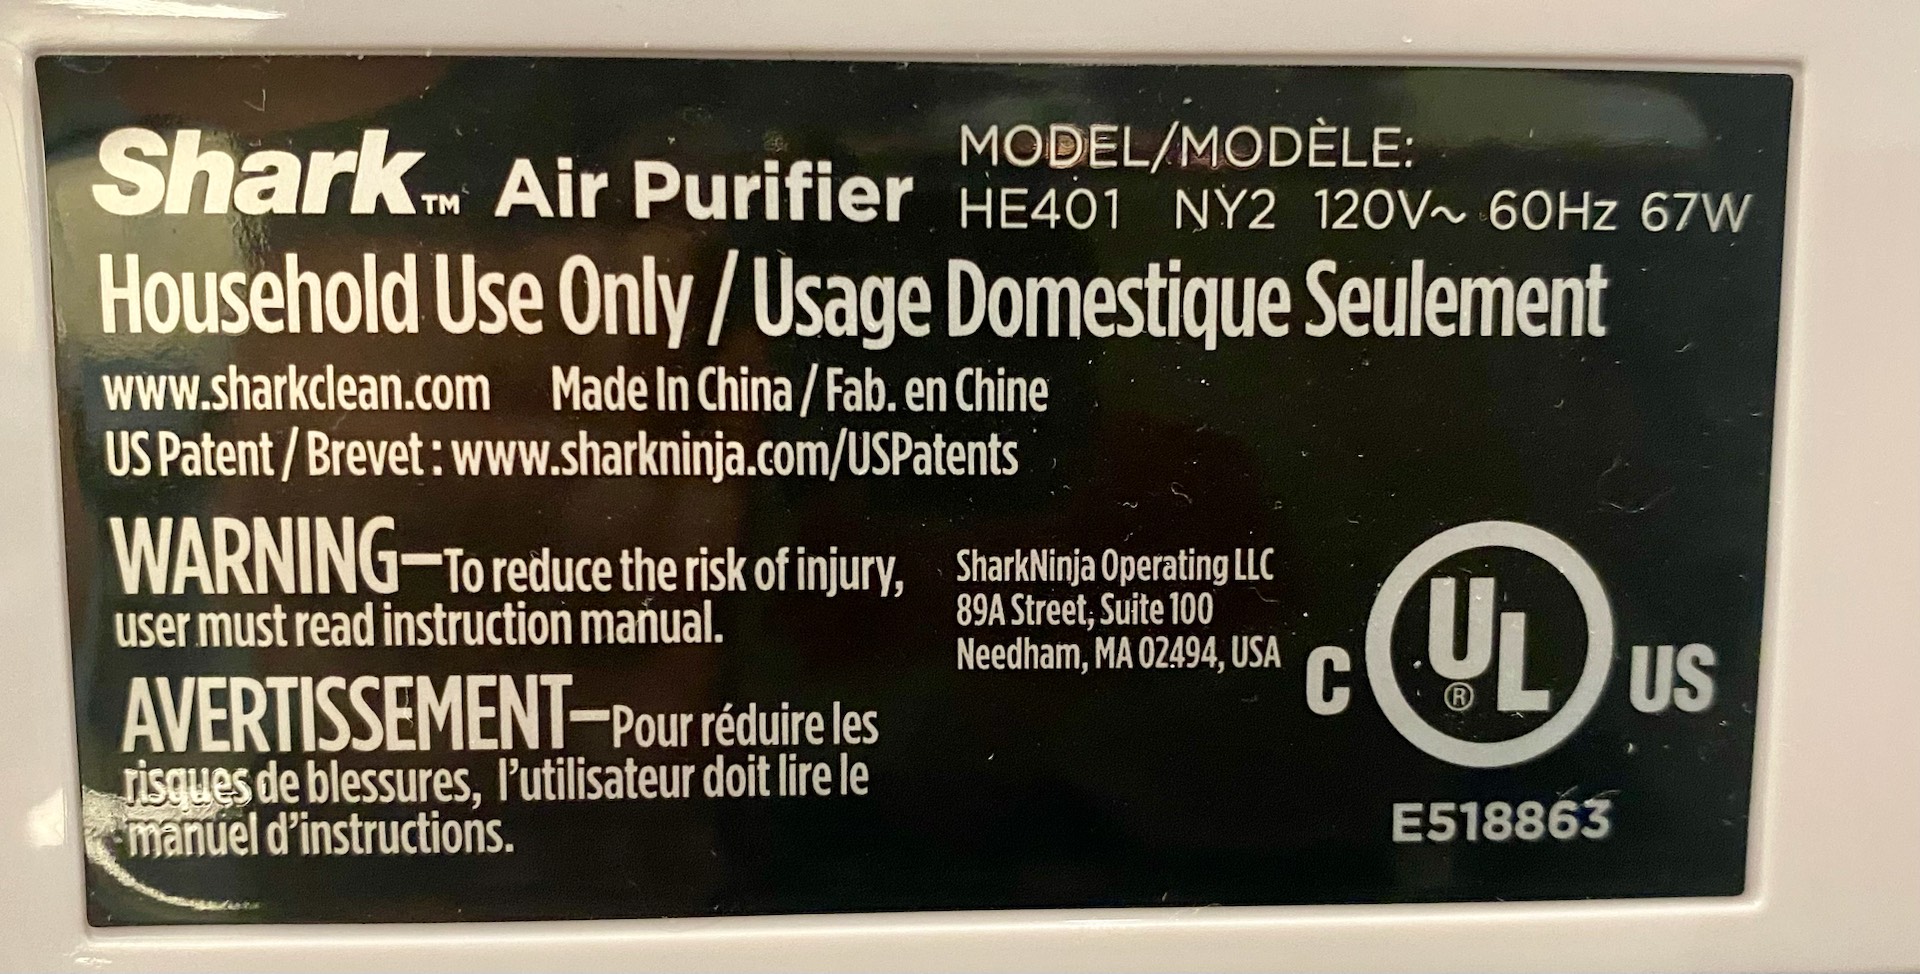 Shark™ Air Purifier
MODEL/MODÈLE:
HE401 NY2 120V~ 60Hz 67W
Household Use Only / Usage Domestique Seulement
www.sharkclean.com Made In China / Fab. en Chine
US Patent / Brevet : www.sharkninja.com/USPatents
WARNING—To reduce the risk of injury,
user must read instruction manual.
AVERTISSEMENT—Pour réduire les
risques de blessures, l'utilisateur doit lire le
manuel d'instructions.
SharkNinja Operating LLC
89A Street, Suite 100
Needham, MA 02494, USA
C UL® US
E518863